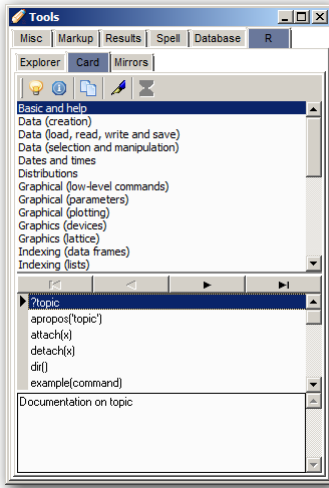 Tools
Misc Markup Results Spell Database R
Explorer Card Mirrors
Basic and help
Data (creation)
Data (load, read, write and save)
Data (selection and manipulation)
Dates and times
Distributions
Graphical (low-level commands)
Graphical (parameters)
Graphical (plotting)
Graphics (devices)
Graphics (lattice)
Indexing (data frames)
Indexing (lists)
?topic
apropos('topic')
attach(x)
detach(x)
dir()
example(command)
Documentation on topic